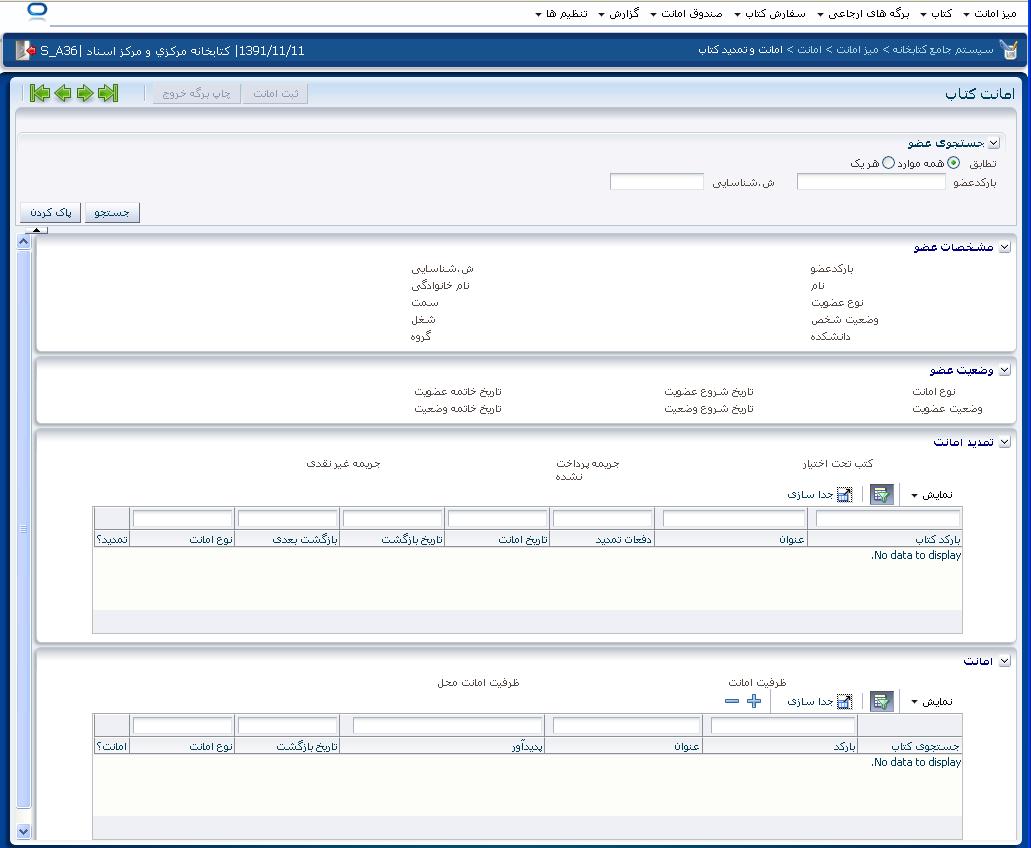 میز امانت کتاب برگه های ارجاعی سفارش کتاب صندوق امانت گزارش تنظیم ها
سیستم جامع کتابخانه > میز امانت > امانت > امانت و تمدید کتاب
S_A36| کتابخانه مرکزي و مرکز اسناد |1391/11/11
امانت کتاب
ثبت امانت چاپ برگه خروج
جستجوی عضو
تطابق همه موارد هر یک
بارکدعضو ش.شناسایی
جستجو پاک کردن
مشخصات عضو
بارکدعضو ش.شناسایی
نام نام خانوادگی
نوع عضویت سمت
وضعیت شخص شغل
دانشکده گروه
وضعیت عضو
نوع امانت تاریخ شروع عضویت تاریخ خاتمه عضویت
وضعیت عضویت تاریخ شروع وضعیت تاریخ خاتمه وضعیت
تمدید امانت
کتب تحت اختیار جریمه پرداخت نشده جریمه غیر نقدی
نمایش جدا سازی
بارکد کتاب عنوان دفعات تمدید تاریخ امانت تاریخ بازگشت بازگشت بعدی نوع امانت تمدید؟
No data to display.
امانت
ظرفیت امانت ظرفیت امانت محل
نمایش جدا سازی
جستجوی کتاب بارکد عنوان پدیدآور تاریخ بازگشت نوع امانت امانت؟
No data to display.